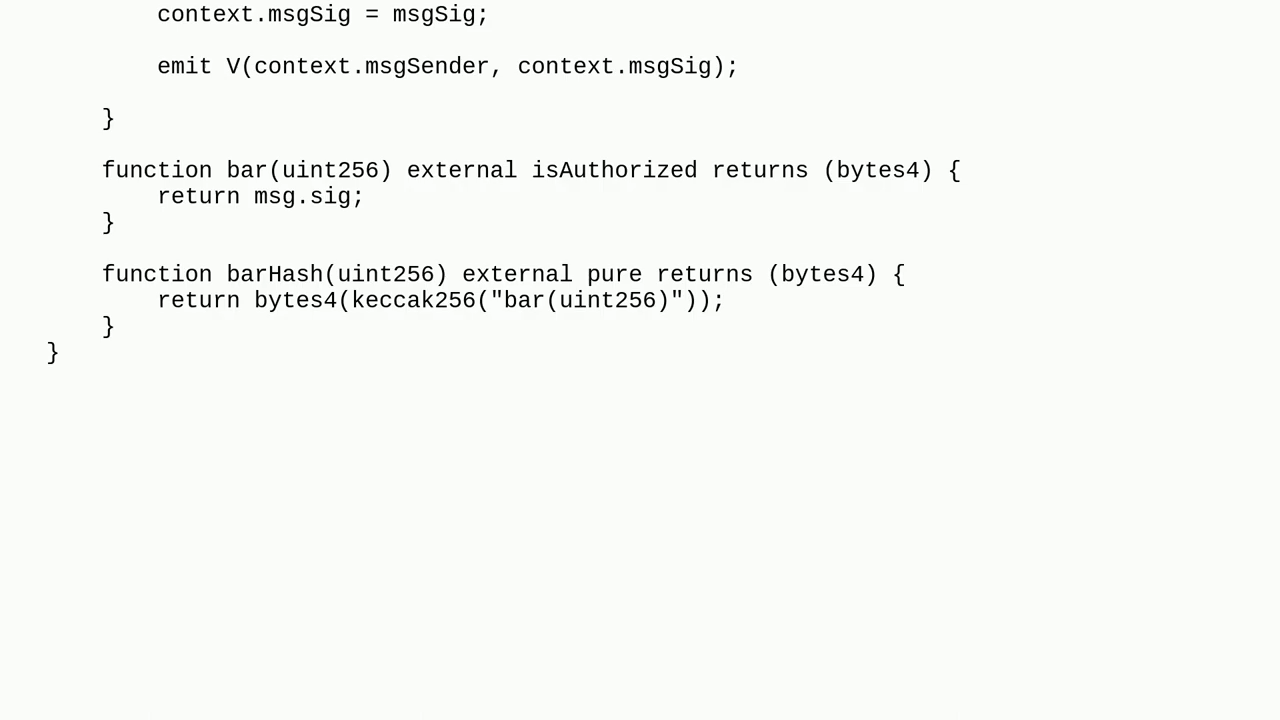 context.msgSig = msgSig;
emit V(context.msgSender, context.msgSig);
}
function bar(uint256) external isAuthorized returns (bytes4) {
return msg.sig;
}
function barHash(uint256) external pure returns (bytes4) {
return bytes4(keccak256("bar(uint256)"));
}
}